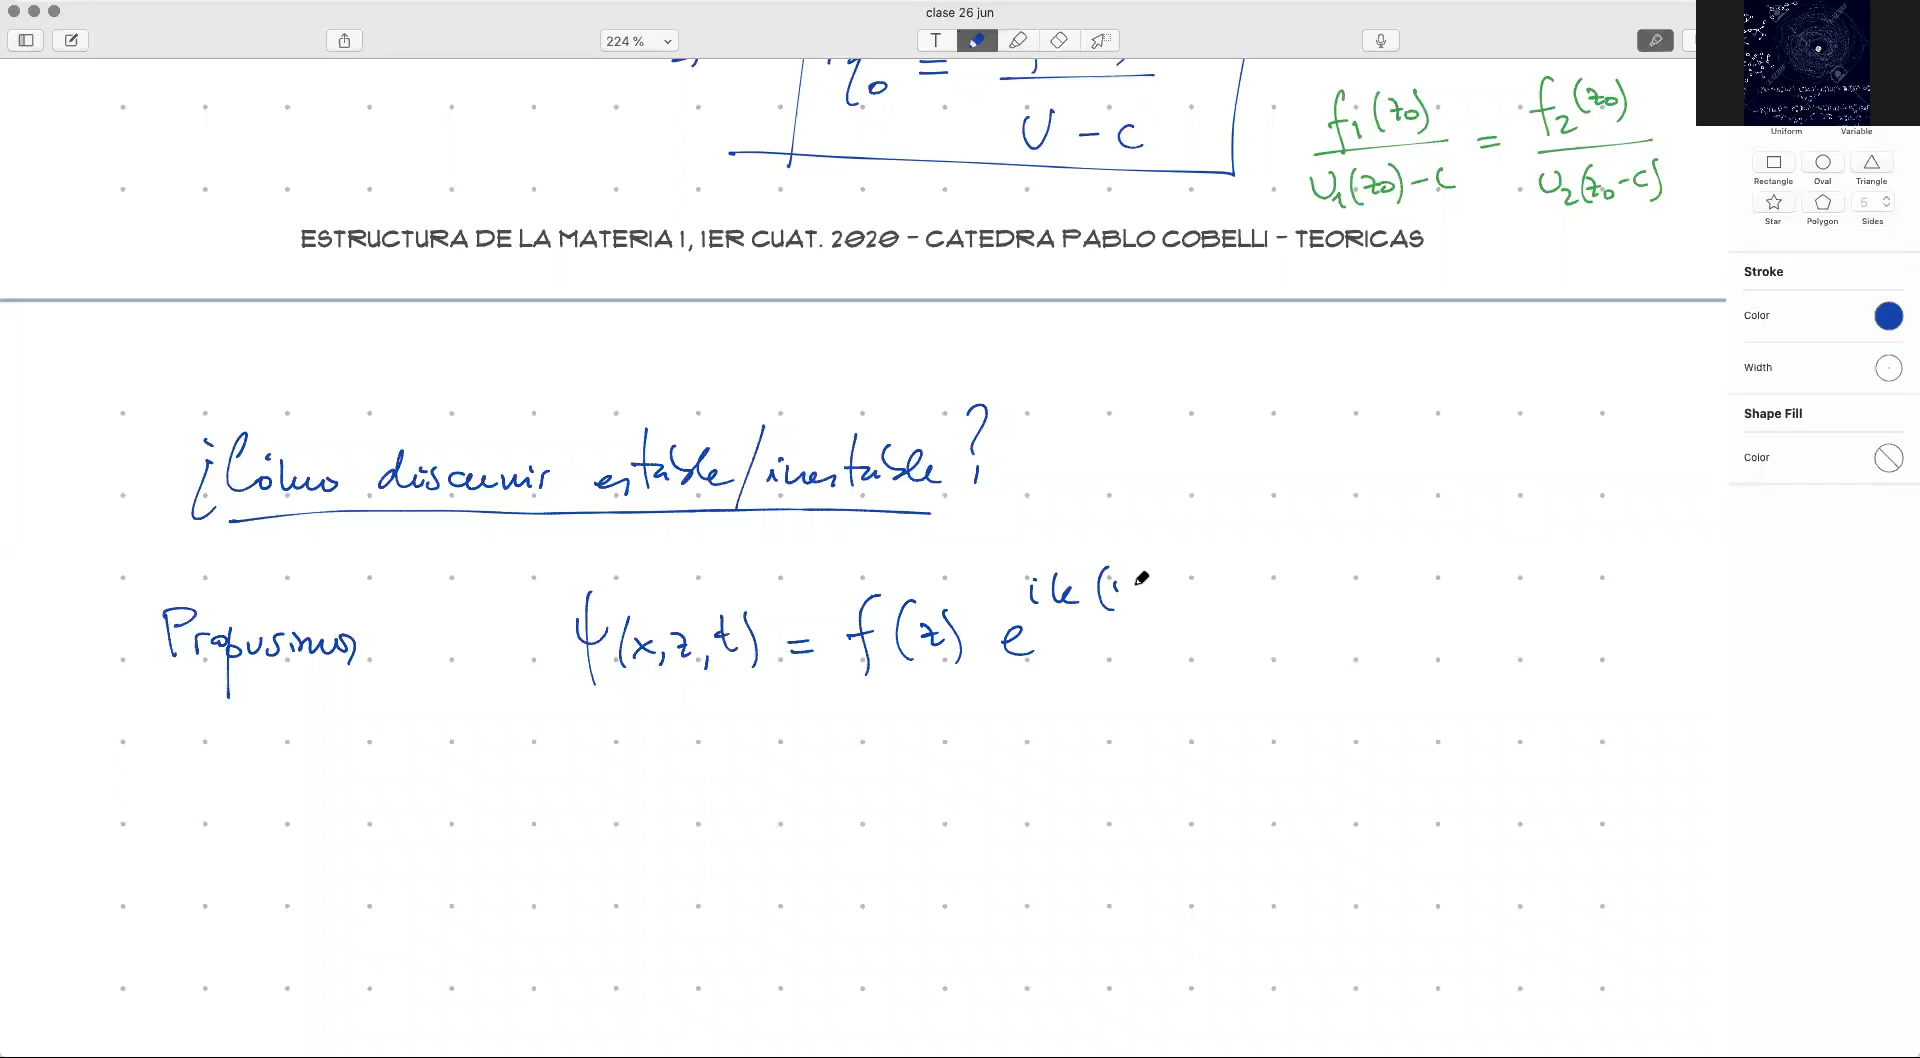 clase 26 jun
224 %
T
η₀ =
U - c
f₁(z₀) / U₁(z₀) - c = f₂(z₀) / U₂(z₀ - c)
Uniform Variable
Rectangle Oval Triangle
5
Star Polygon Sides
ESTRUCTURA DE LA MATERIA 1, 1ER CUAT. 2020 - CATEDRA PABLO COBELLI - TEORICAS
Stroke
Color
Width
Shape Fill
Color
¿Cómo discernir estable/inestable?
Propusimos ψ(x,z,t) = f(z) e^ik(